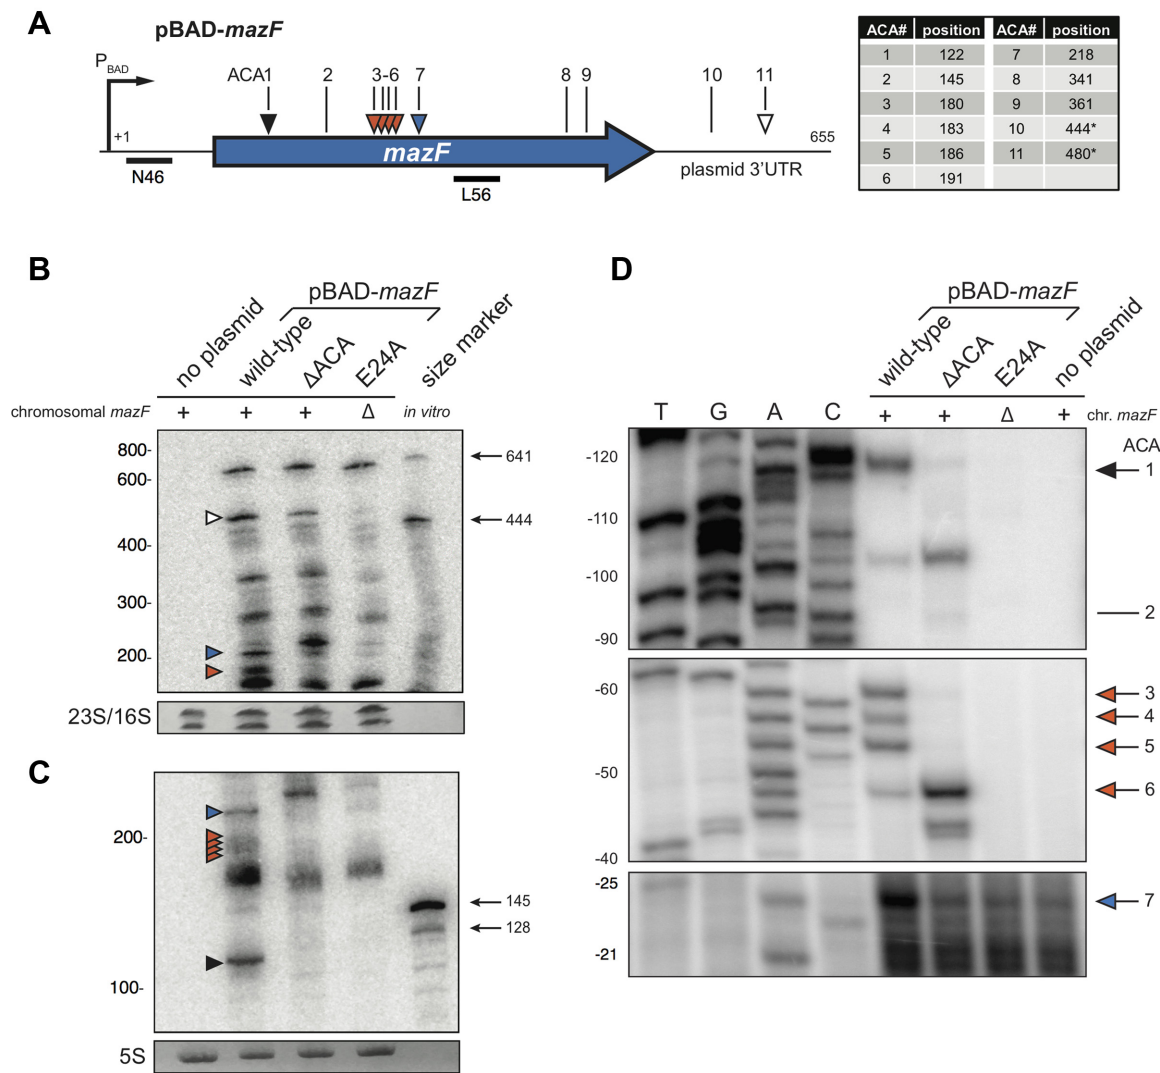 A
pBAD-mazF
P BAD
ACA1 2 3-6 7 8 9 10 11
+1
mazF
655
N46
L56
plasmid 3'UTR
ACA# position ACA# position
1 122 7 218
2 145 8 341
3 180 9 361
4 183 10 444*
5 186 11 480*
6 191
B
pBAD-mazF
no plasmid
wild-type
ΔACA
E24A
size marker
chromosomal mazF + + + Δ in vitro
800-
600-
400-
300-
200-
641
444
23S/16S
C
200-
100-
145
128
5S
D
pBAD-mazF
wild-type
ΔACA
E24A
no plasmid
T G A C + + Δ + chr. mazF
ACA
-120
-110
-100
-90
1
2
-60
-50
-40
3
4
5
6
-25
-21
7